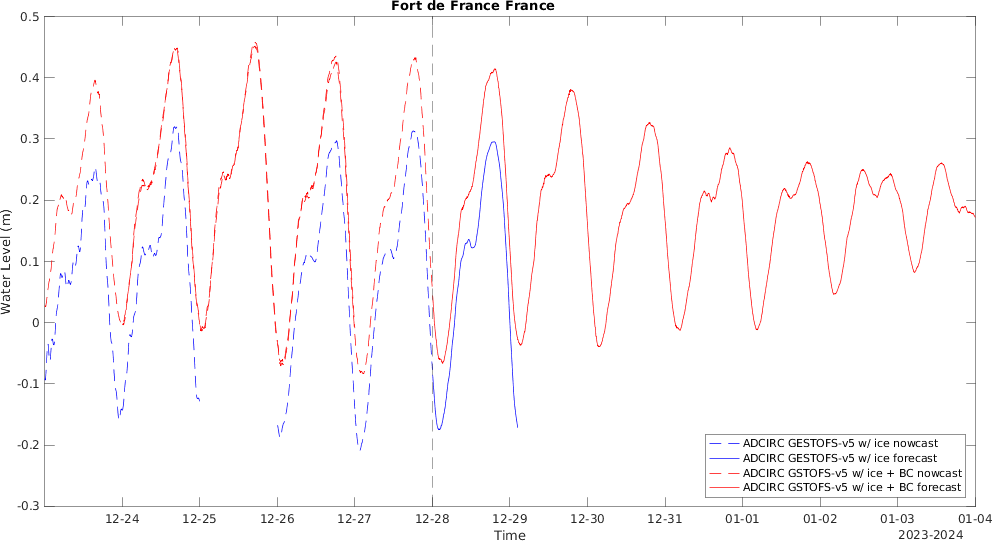 Fort de France France
0.5
0.4
0.3
0.2
0.1
0
-0.1
-0.2
-0.3
Water Level (m)
ADCIRC GESTOFS-v5 w/ ice nowcast
ADCIRC GESTOFS-v5 w/ ice forecast
ADCIRC GSTOFS-v5 w/ ice + BC nowcast
ADCIRC GSTOFS-v5 w/ ice + BC forecast
12-24 12-25 12-26 12-27 12-28 12-29 12-30 12-31 01-01 01-02 01-03 01-04
Time
2023-2024